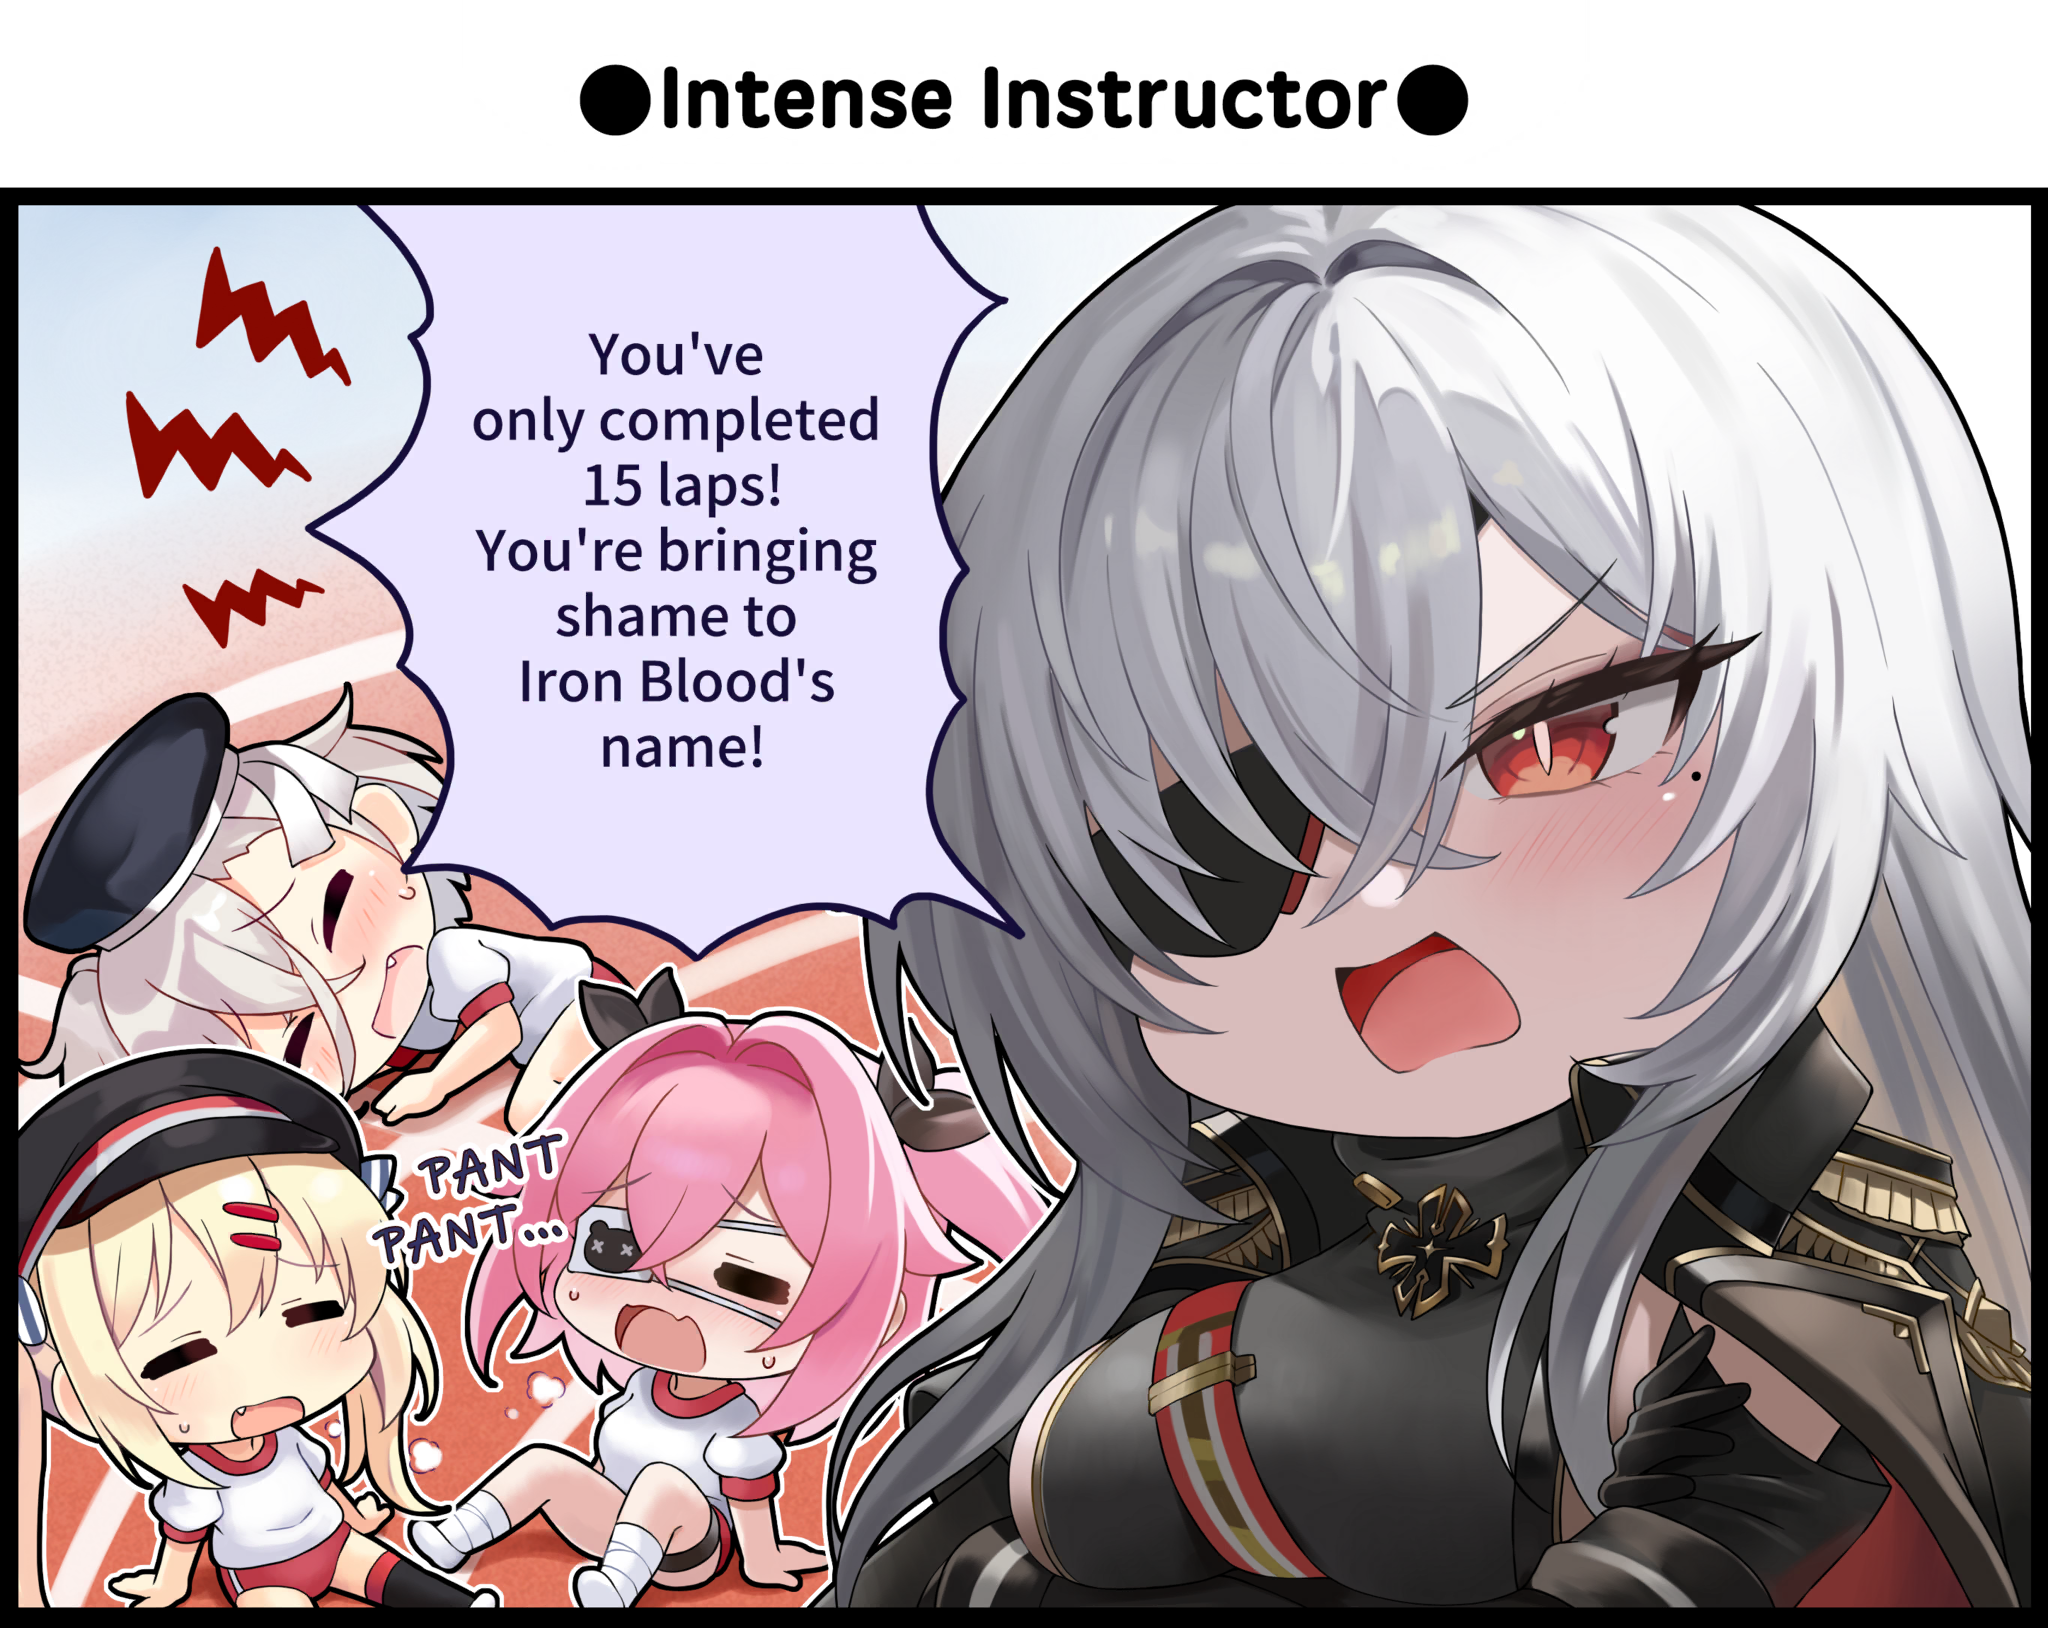 ●Intense Instructor●
You've
only completed
15 laps!
You're bringing
shame to
Iron Blood's
name!
PANT
PANT...